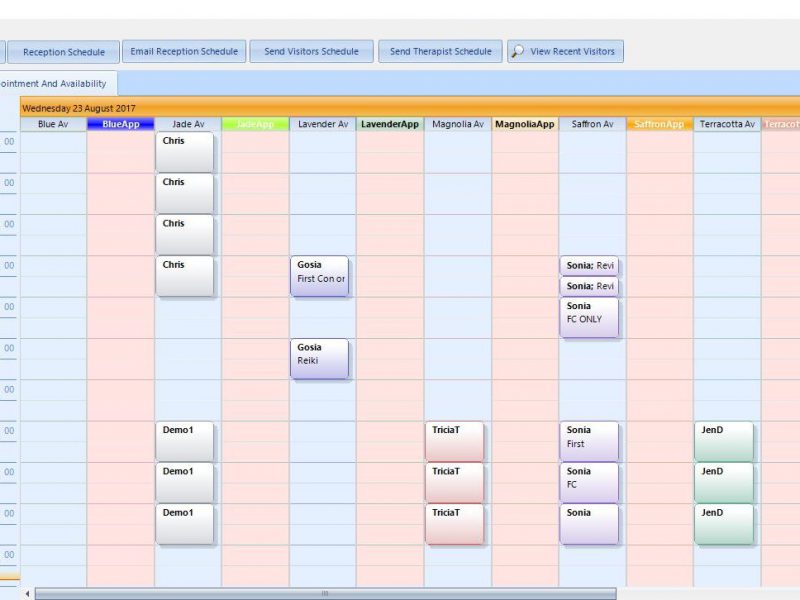 Reception Schedule Email Reception Schedule Send Visitors Schedule Send Therapist Schedule View Recent Visitors
ointment And Availability
Wednesday 23 August 2017
Blue Av BlueApp Jade Av JadeApp Lavender Av LavenderApp Magnolia Av MagnoliaApp Saffron Av SaffronApp Terracotta Av Terracot
00 Chris
00 Chris
00 Chris
00 Chris Gosia Sonia; Revi
First Con or
Sonia; Revi
00 Sonia
FC ONLY
00 Gosia
Reiki
00
00 Demo1 TriciaT Sonia JenD
First
00 Demo1 TriciaT Sonia JenD
FC
00 Demo1 TriciaT Sonia JenD
00